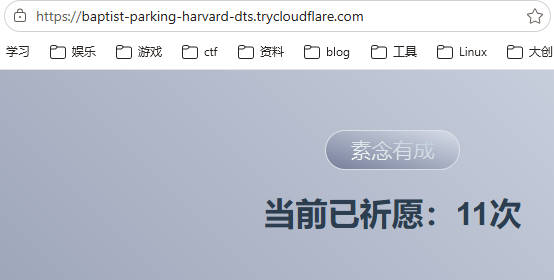 https://baptist-parking-harvard-dts.trycloudflare.com
学习 娱乐 游戏 ctf 资料 blog 工具 Linux 大创
素念有成
当前已祈愿：11次